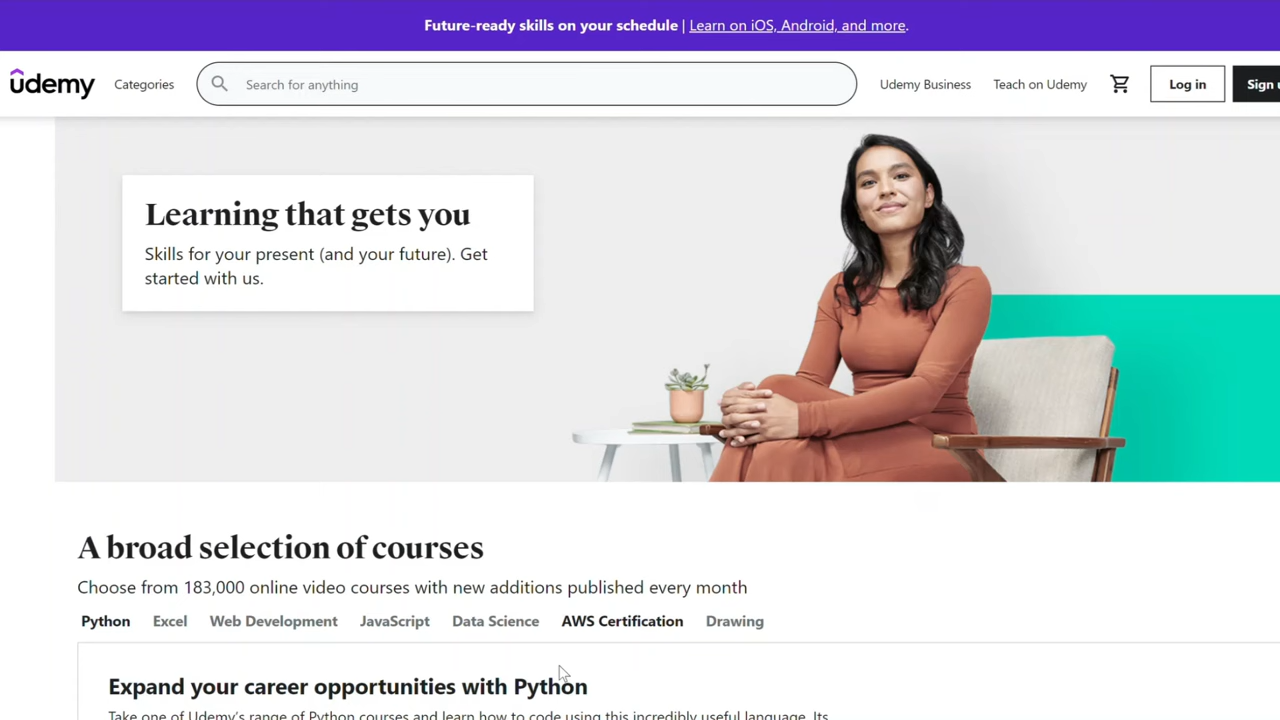 Future-ready skills on your schedule | Learn on iOS, Android, and more.
udemy Categories Search for anything Udemy Business Teach on Udemy Log in Sign
Learning that gets you
Skills for your present (and your future). Get
started with us.
A broad selection of courses
Choose from 183,000 online video courses with new additions published every month
Python Excel Web Development JavaScript Data Science AWS Certification Drawing
Expand your career opportunities with Python
Take one of Udemy's range of Python courses and learn how to code using this incredibly useful language. Its